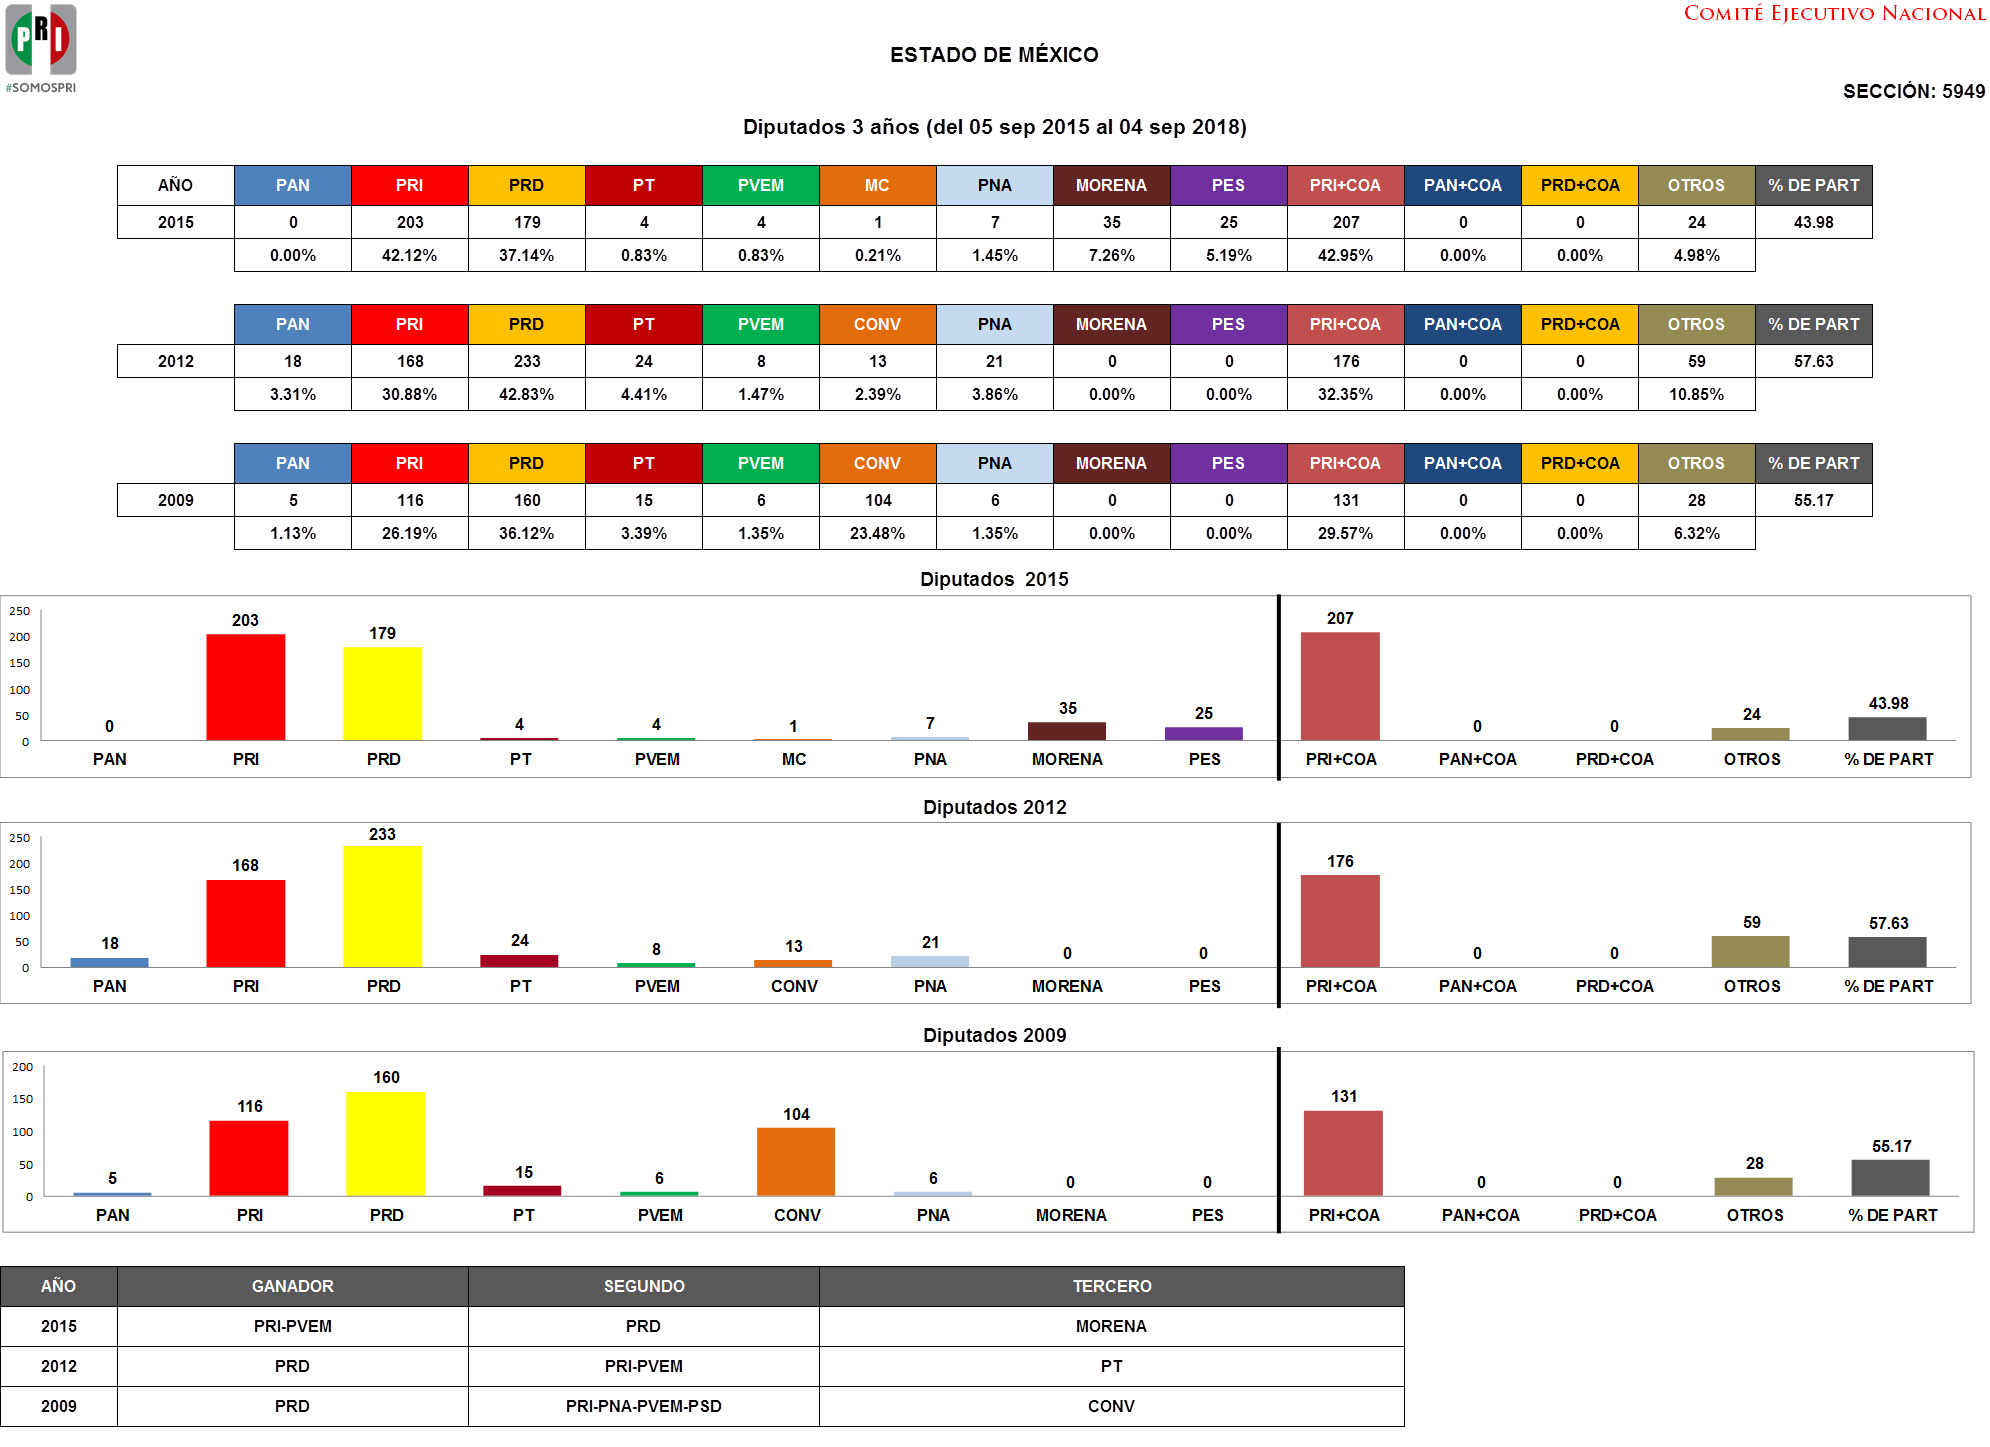 COMITÉ EJECUTIVO NACIONAL
PRI
#SOMOSPRI
ESTADO DE MÉXICO
SECCIÓN: 5949
Diputados 3 años (del 05 sep 2015 al 04 sep 2018)
AÑO PAN PRI PRD PT PVEM MC PNA MORENA PES PRI+COA PAN+COA PRD+COA OTROS % DE PART
2015 0 203 179 4 4 1 7 35 25 207 0 0 24 43.98
0.00% 42.12% 37.14% 0.83% 0.83% 0.21% 1.45% 7.26% 5.19% 42.95% 0.00% 0.00% 4.98%
PAN PRI PRD PT PVEM CONV PNA MORENA PES PRI+COA PAN+COA PRD+COA OTROS % DE PART
2012 18 168 233 24 8 13 21 0 0 176 0 0 59 57.63
3.31% 30.88% 42.83% 4.41% 1.47% 2.39% 3.86% 0.00% 0.00% 32.35% 0.00% 0.00% 10.85%
PAN PRI PRD PT PVEM CONV PNA MORENA PES PRI+COA PAN+COA PRD+COA OTROS % DE PART
2009 5 116 160 15 6 104 6 0 0 131 0 0 28 55.17
1.13% 26.19% 36.12% 3.39% 1.35% 23.48% 1.35% 0.00% 0.00% 29.57% 0.00% 0.00% 6.32%
Diputados 2015
250
200
150
100
50
0
0 203 179 4 4 1 7 35 25 207 0 0 24 43.98
PAN PRI PRD PT PVEM MC PNA MORENA PES PRI+COA PAN+COA PRD+COA OTROS % DE PART
Diputados 2012
250
200
150
100
50
0
18 168 233 24 8 13 21 0 0 176 0 0 59 57.63
PAN PRI PRD PT PVEM CONV PNA MORENA PES PRI+COA PAN+COA PRD+COA OTROS % DE PART
Diputados 2009
200
150
100
50
0
5 116 160 15 6 104 6 0 0 131 0 0 28 55.17
PAN PRI PRD PT PVEM CONV PNA MORENA PES PRI+COA PAN+COA PRD+COA OTROS % DE PART
AÑO GANADOR SEGUNDO TERCERO
2015 PRI-PVEM PRD MORENA
2012 PRD PRI-PVEM PT
2009 PRD PRI-PNA-PVEM-PSD CONV